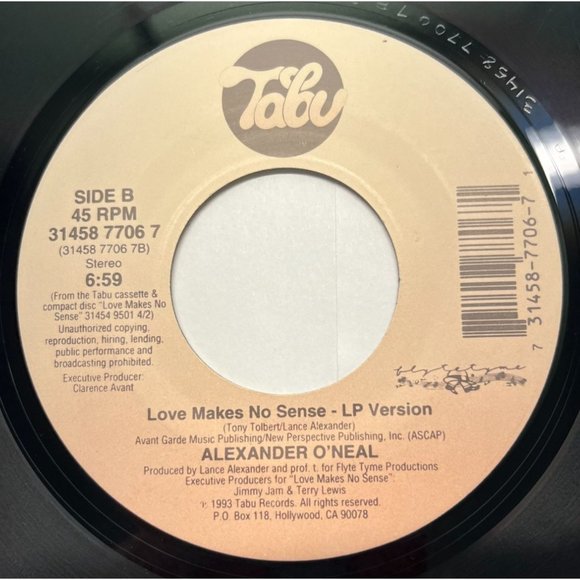 Tabu
SIDE B
45 RPM
31458 7706 7
(31458 7706 7B)
Stereo
6:59
(From the Tabu cassette &
compact disc "Love Makes No
Sense" 31454 9501 4/2)
Unauthorized copying,
reproduction, hiring, lending,
public performance and
broadcasting prohibited.
Executive Producer:
Clarence Avant
7 31458-7706-7 1
flytetyme
Love Makes No Sense - LP Version
(Tony Tolbert/Lance Alexander)
Avant Garde Music Publishing/New Perspective Publishing, Inc. (ASCAP)
ALEXANDER O'NEAL
Produced by Lance Alexander and prof. t. for Flyte Tyme Productions
Executive Producers for "Love Makes No Sense":
Jimmy Jam & Terry Lewis
℗ 1993 Tabu Records. All rights reserved.
P.O. Box 118, Hollywood, CA 90078
31458 7706 7B